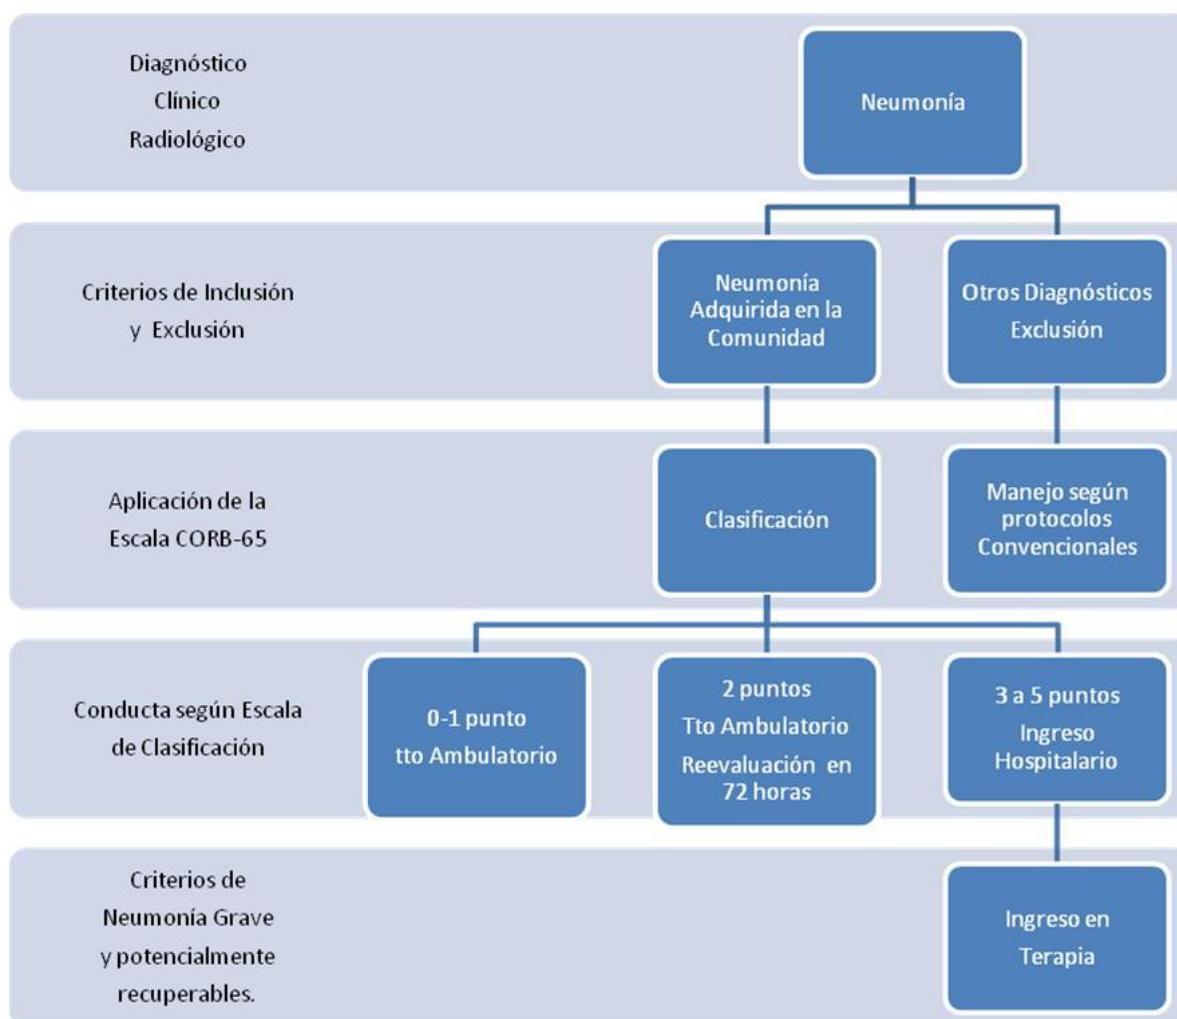 Diagnóstico
Clínico
Radiológico
Neumonía
Criterios de Inclusión
y Exclusión
Neumonía
Adquirida en la
Comunidad
Otros Diagnósticos
Exclusión
Aplicación de la
Escala CORB-65
Clasificación
Manejo según
protocolos
Convencionales
Conducta según Escala
de Clasificación
0-1 punto
tto Ambulatorio
2 puntos
Tto Ambulatorio
Reevaluación en
72 horas
3 a 5 puntos
Ingreso
Hospitalario
Criterios de
Neumonía Grave
y potencialmente
recuperables.
Ingreso en
Terapia